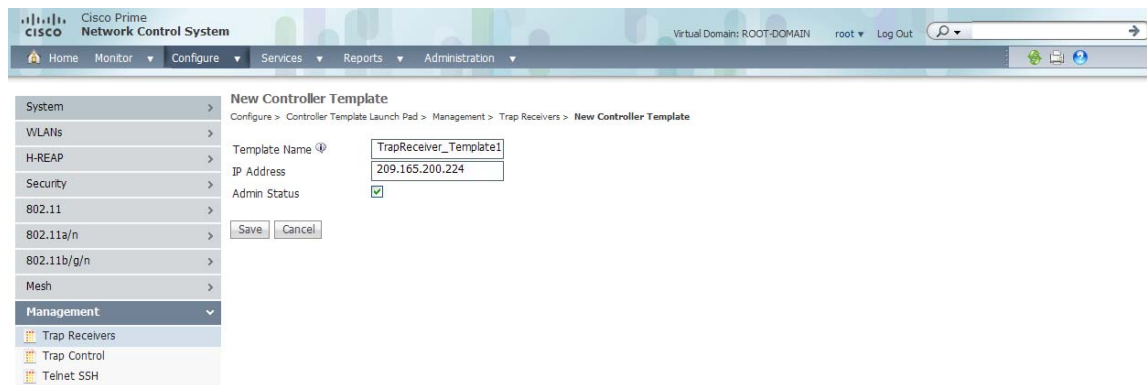 Cisco Prime
CISCO Network Control System
Virtual Domain: ROOT-DOMAIN root Log Out
Home Monitor Configure Services Reports Administration
System
WLANs
H-REAP
Security
802.11
802.11a/n
802.11b/g/n
Mesh
Management
Trap Receivers
Trap Control
Telnet SSH
New Controller Template
Configure > Controller Template Launch Pad > Management > Trap Receivers > New Controller Template
Template Name TrapReceiver_Template1
IP Address 209.165.200.224
Admin Status
Save Cancel